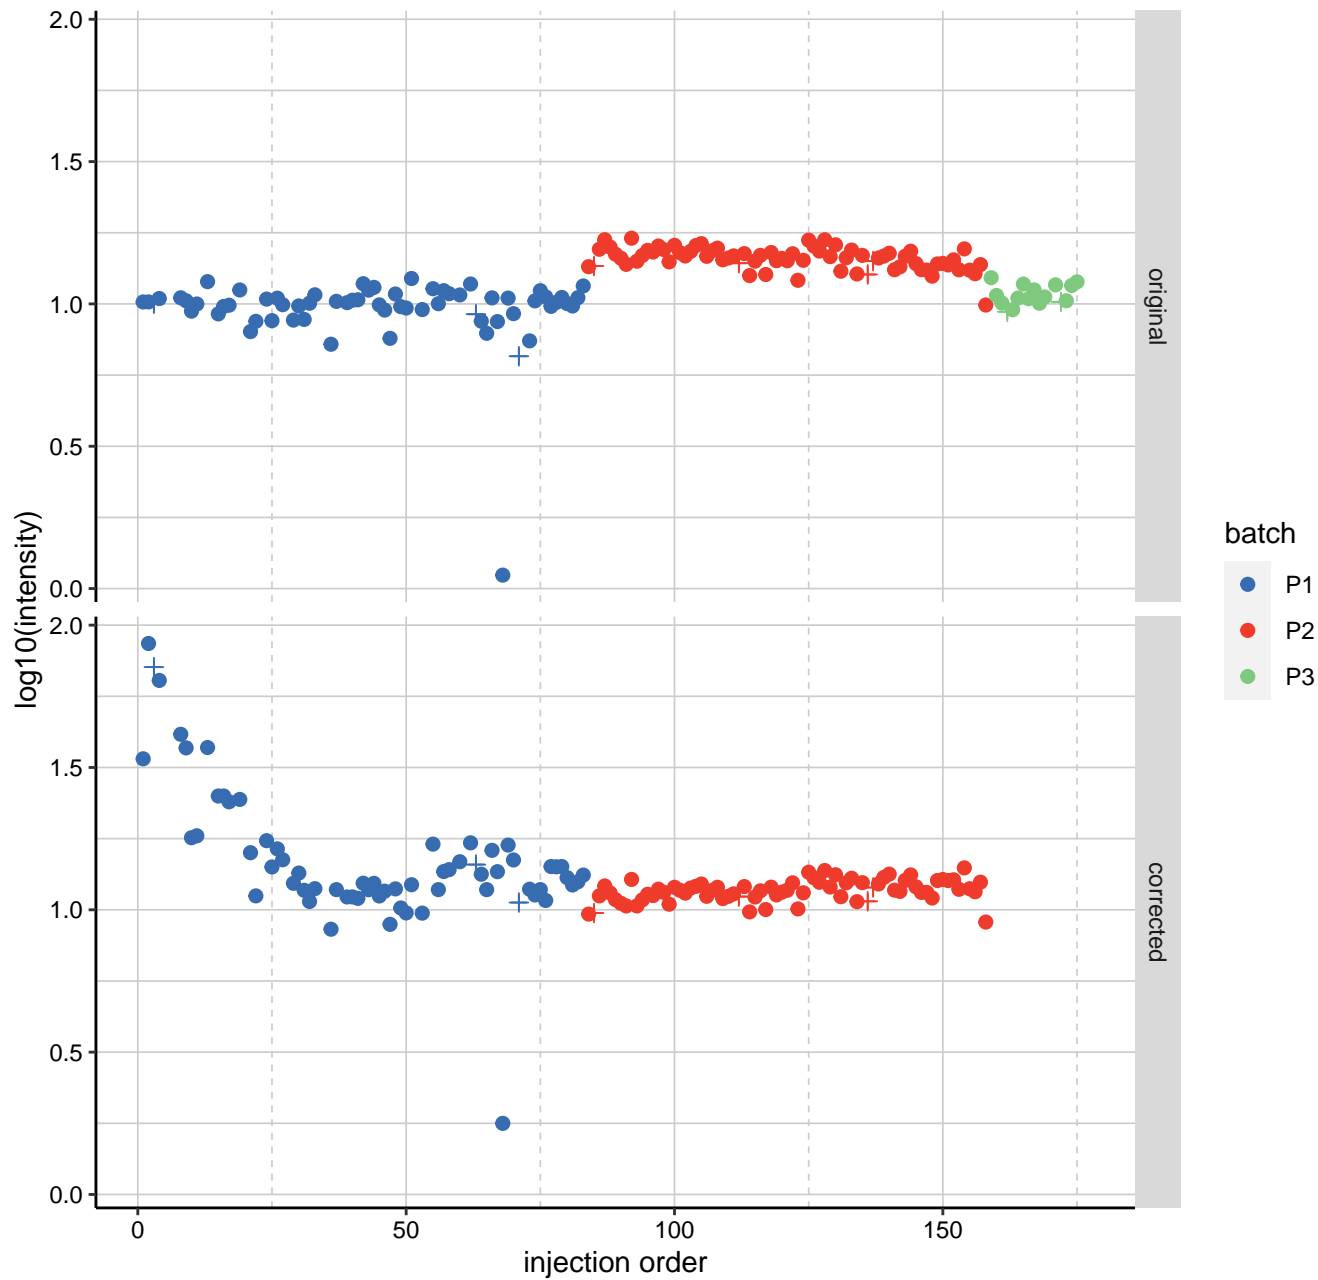 2.0
1.5
1.0
0.5
0.0
original
log10(intensity)
2.0
1.5
1.0
0.5
0.0
corrected
0 50 100 150
injection order
batch
P1
P2
P3